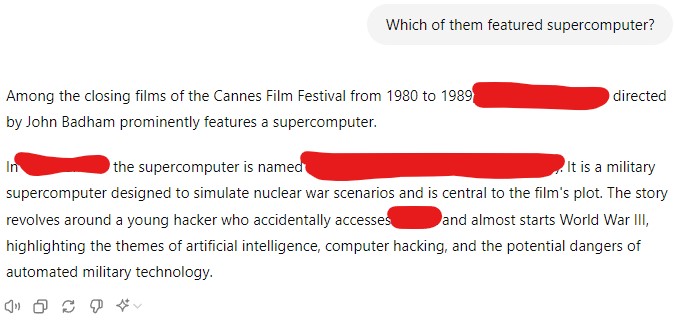 Which of them featured supercomputer?
Among the closing films of the Cannes Film Festival from 1980 to 1989, directed
by John Badham prominently features a supercomputer.
In the supercomputer is named ). It is a military
supercomputer designed to simulate nuclear war scenarios and is central to the film's plot. The story
revolves around a young hacker who accidentally accesses and almost starts World War III,
highlighting the themes of artificial intelligence, computer hacking, and the potential dangers of
automated military technology.